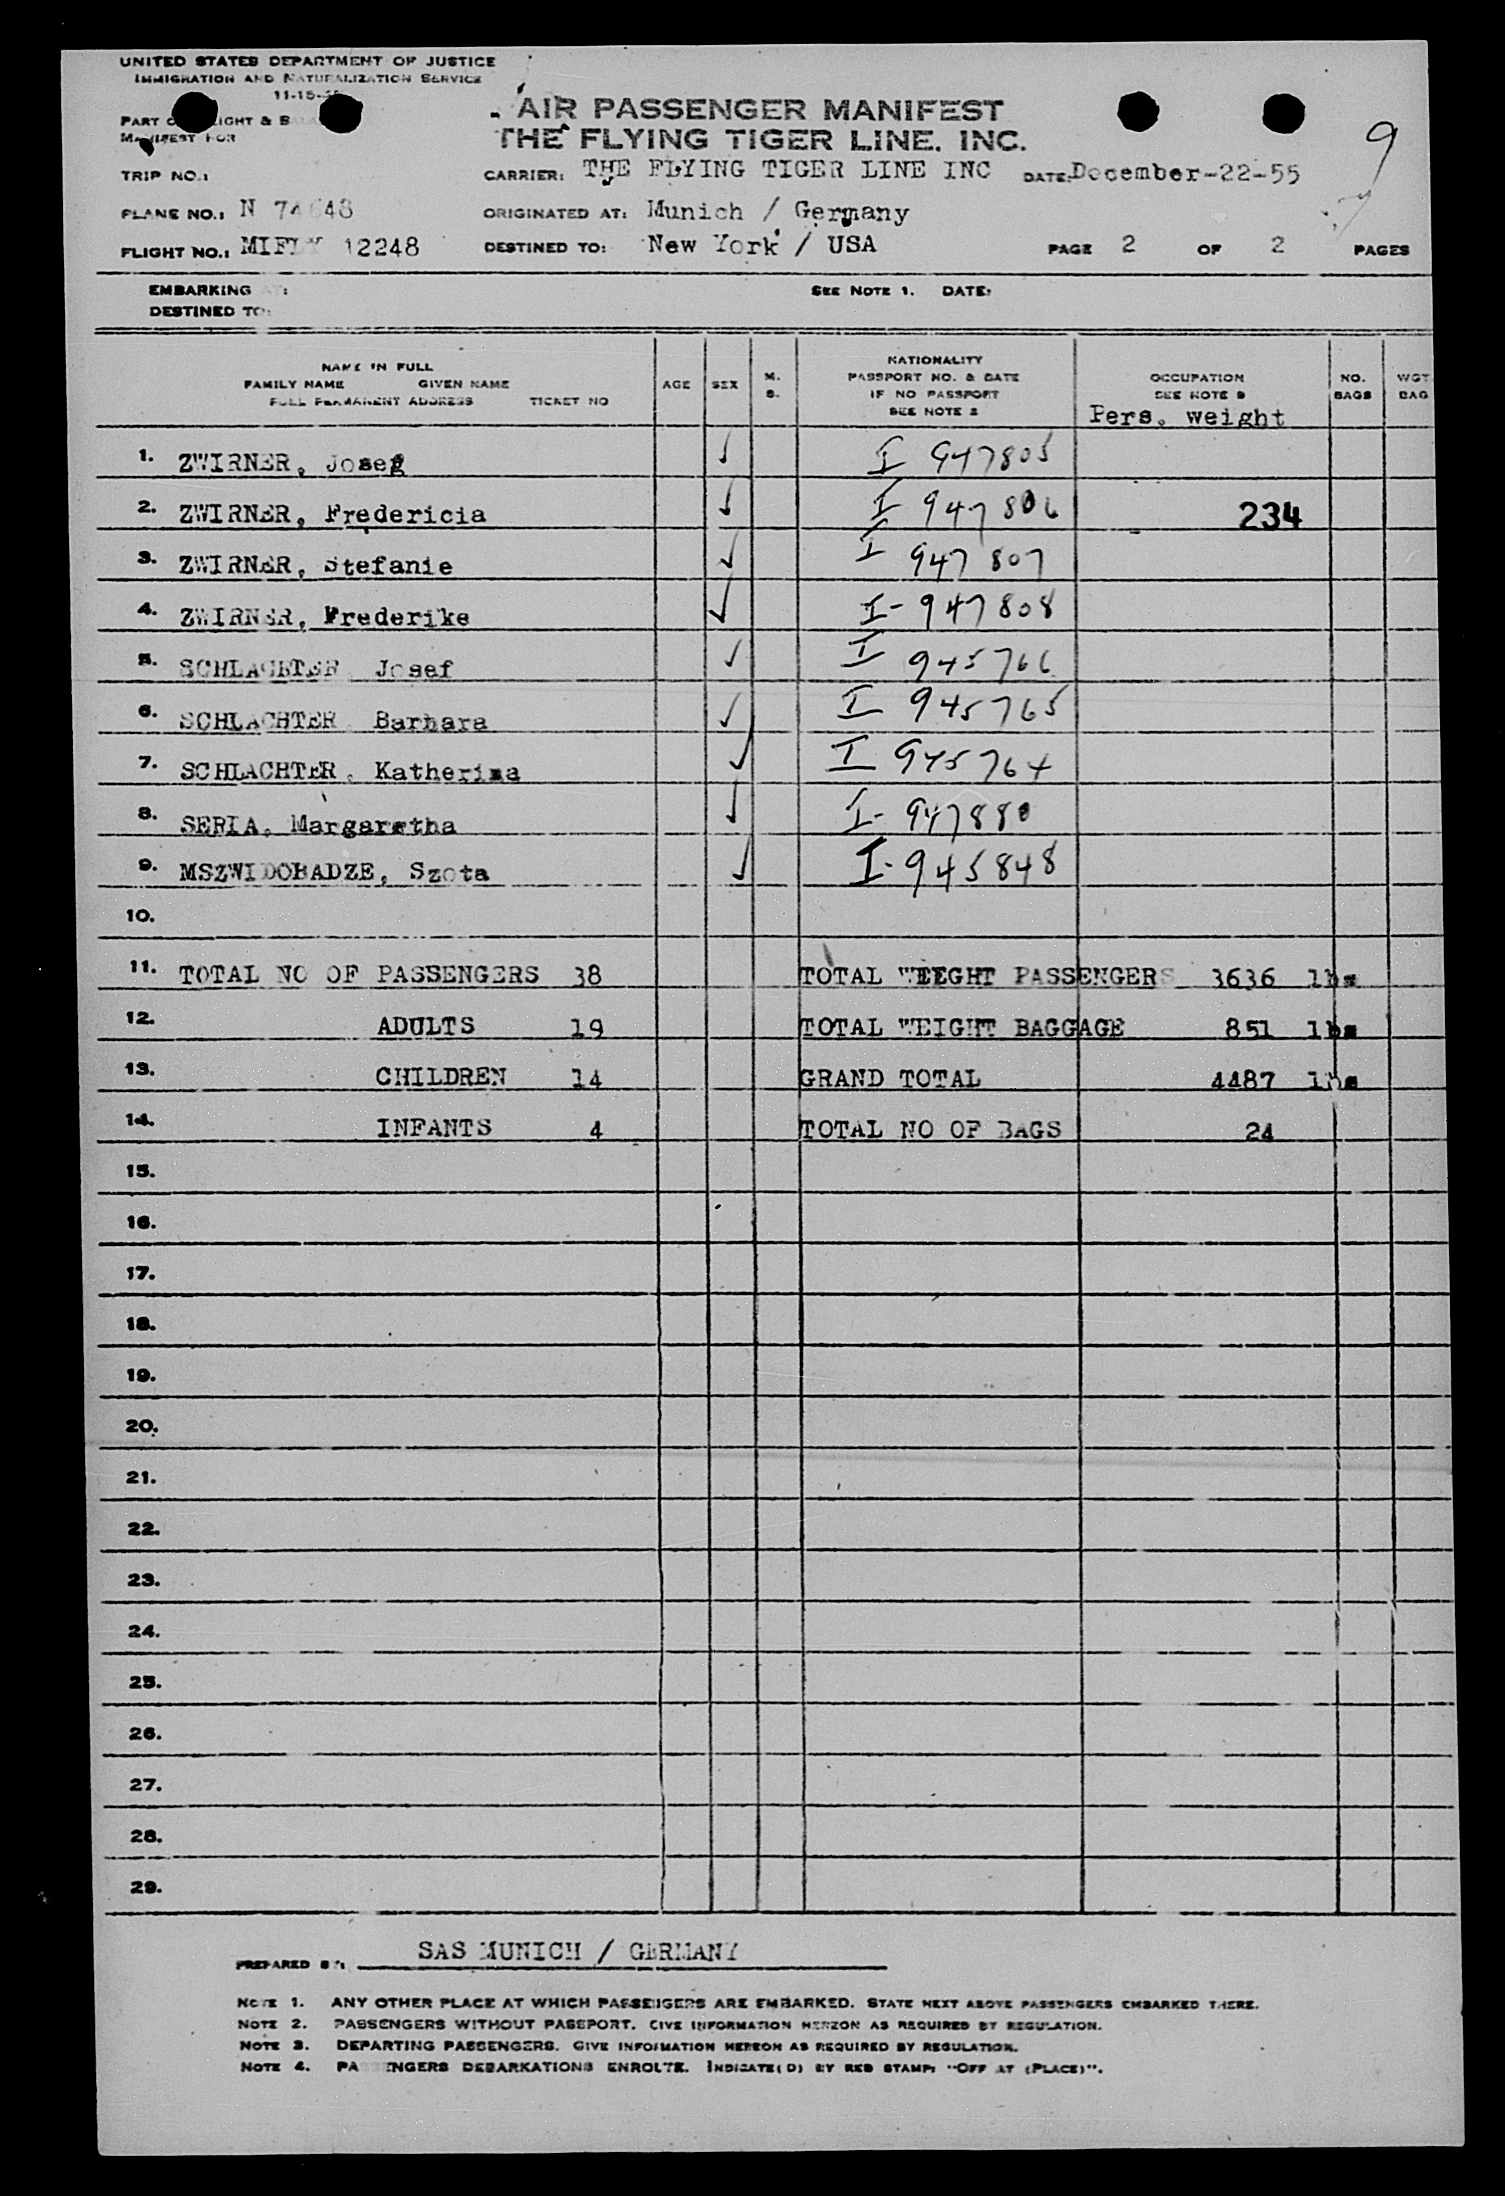 UNITED STATES DEPARTMENT OF JUSTICE
IMMIGRATION AND NATURALIZATION SERVICE
11-15-
PART & B
MANIFEST FOR
AIR PASSENGER MANIFEST
THE FLYING TIGER LINE. INC.
9
TRIP NO.: CARRIER: THE FLYING TIGER LINE INC DATE: December-22-55
PLANE NO.: N 74648 ORIGINATED AT: Munich / Germany
FLIGHT NO.: MIFLY 12248 DESTINED TO: New York / USA PAGE 2 OF 2 PAGES
EMBARKING AT: SEE NOTE 1. DATE:
DESTINED TO:
NAME IN FULL
FAMILY NAME GIVEN NAME
FULL PERMANENT ADDRESS TICKET NO
AGE SEX M. S.
NATIONALITY
PASSPORT NO. & DATE
IF NO PASSPORT
SEE NOTE 2
OCCUPATION
SEE NOTE 3
Pers. weight
NO. BAGS
WGT BAG
1. ZWIRNER, Josef ✓ I 947805
2. ZWIRNER, Fredericia ✓ I 947806 234
3. ZWIRNER, Stefanie ✓ I 947807
4. ZWIRNER, Frederike ✓ I-947808
5. SCHLACHTER, Josef ✓ I 945766
6. SCHLACHTER, Barbara ✓ I 945765
7. SCHLACHTER, Katherina ✓ I 945764
8. SERIA, Margaretha ✓ I-947880
9. MSZWIDOBADZE, Szota ✓ I-945848
10.
11. TOTAL NO OF PASSENGERS 38 TOTAL WEIGHT PASSENGERS 3636 lbs
12. ADULTS 19 TOTAL WEIGHT BAGGAGE 851 lbs
13. CHILDREN 14 GRAND TOTAL 4487 lbs
14. INFANTS 4 TOTAL NO OF BAGS 24
15.
16.
17.
18.
19.
20.
21.
22.
23.
24.
25.
26.
27.
28.
29.
PREPARED BY: SAS MUNICH / GERMANY
NOTE 1. ANY OTHER PLACE AT WHICH PASSENGERS ARE EMBARKED. STATE NEXT ABOVE PASSENGERS EMBARKED THERE.
NOTE 2. PASSENGERS WITHOUT PASSPORT. GIVE INFORMATION HEREON AS REQUIRED BY REGULATION.
NOTE 3. DEPARTING PASSENGERS. GIVE INFORMATION HEREON AS REQUIRED BY REGULATION.
NOTE 4. PASSENGERS DEBARKATIONS ENROUTE. INDICATE(D) BY RED STAMP: "OFF AT (PLACE)".